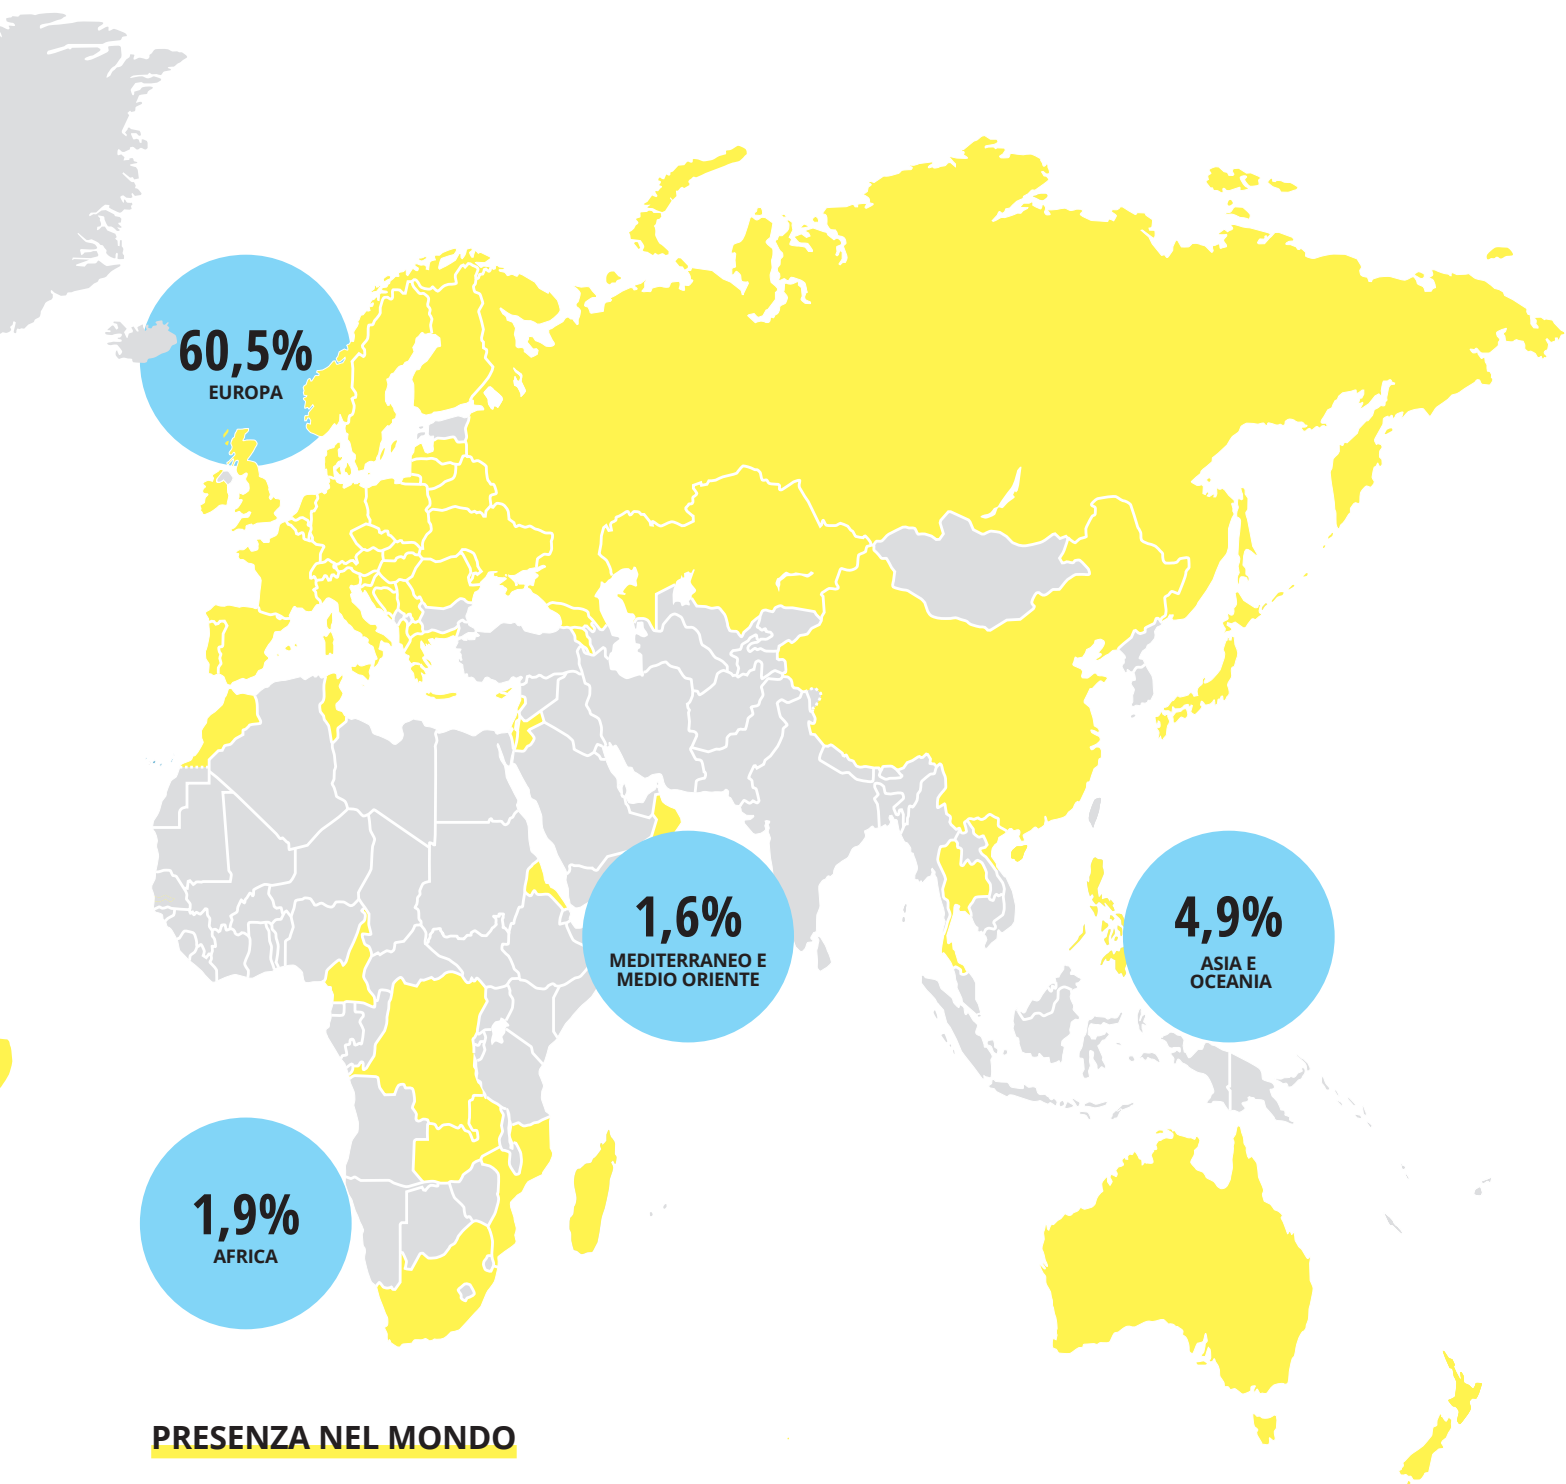 60,5%
EUROPA
1,6%
MEDITERRANEO E
MEDIO ORIENTE
4,9%
ASIA E
OCEANIA
1,9%
AFRICA
PRESENZA NEL MONDO